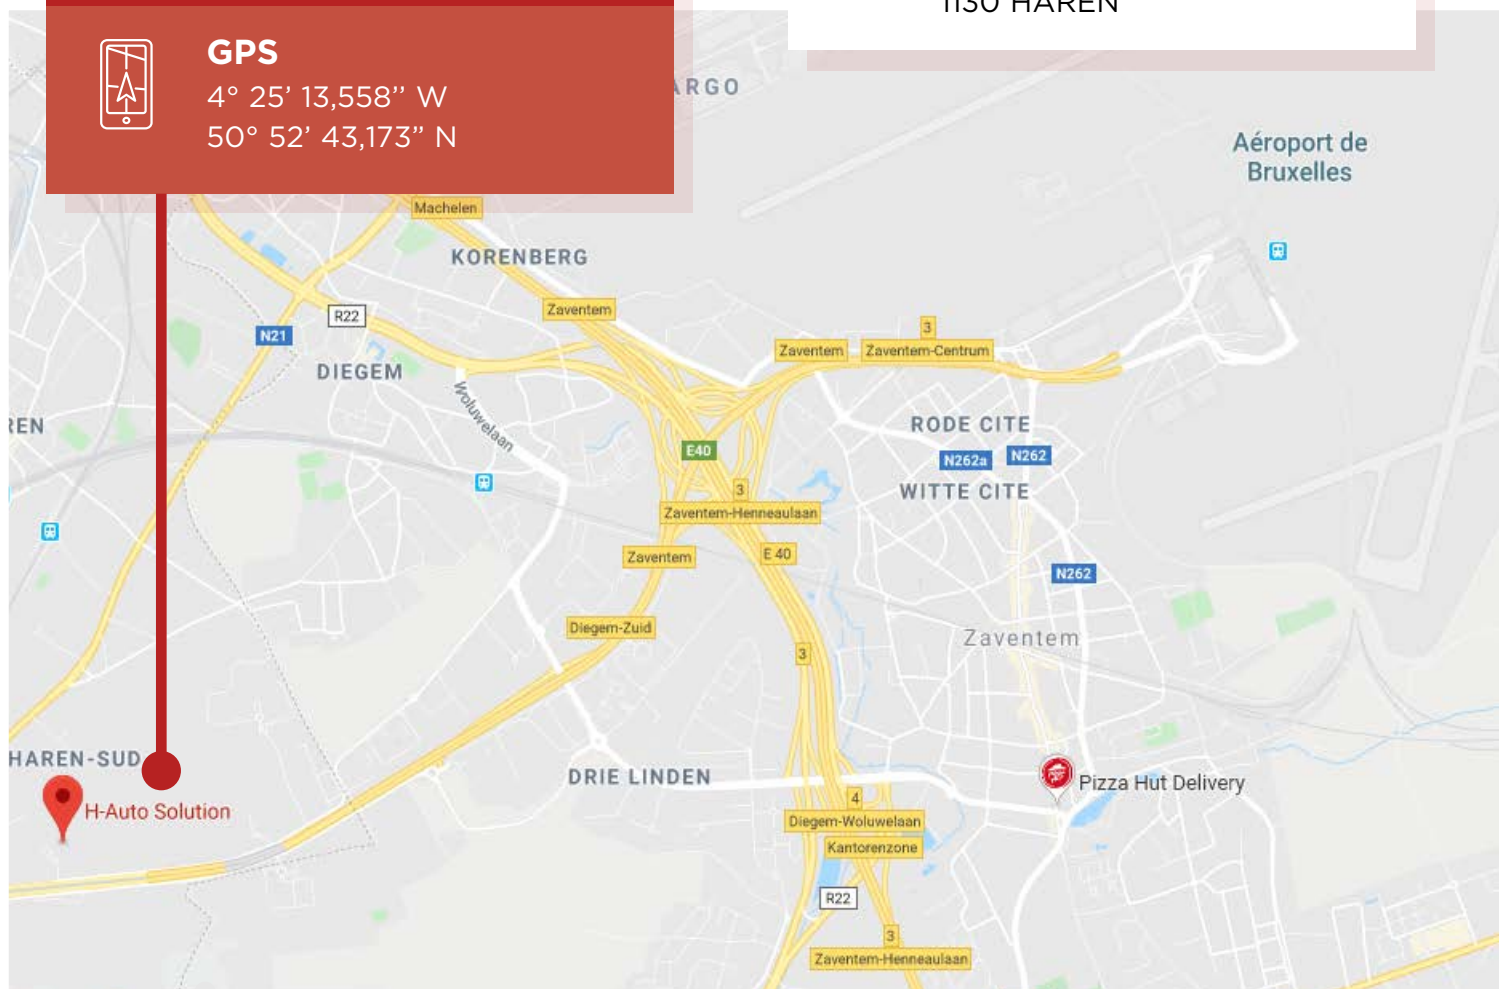 1130 HAREN
GPS
4° 25’ 13,558’’ W
50° 52’ 43,173” N
ARGO
Aéroport de
Bruxelles
Machelen
KORENBERG
Zaventem
R22
N21
3
Zaventem
Zaventem-Centrum
DIEGEM
Woluwelaan
REN
RODE CITE
E40
N262a
N262
3
WITTE CITE
Zaventem-Henneaulaan
Zaventem
E 40
N262
Diegem-Zuid
3
Zaventem
HAREN-SUD
DRIE LINDEN
Pizza Hut Delivery
H-Auto Solution
4
Diegem-Woluwelaan
Kantorenzone
R22
3
Zaventem-Henneaulaan